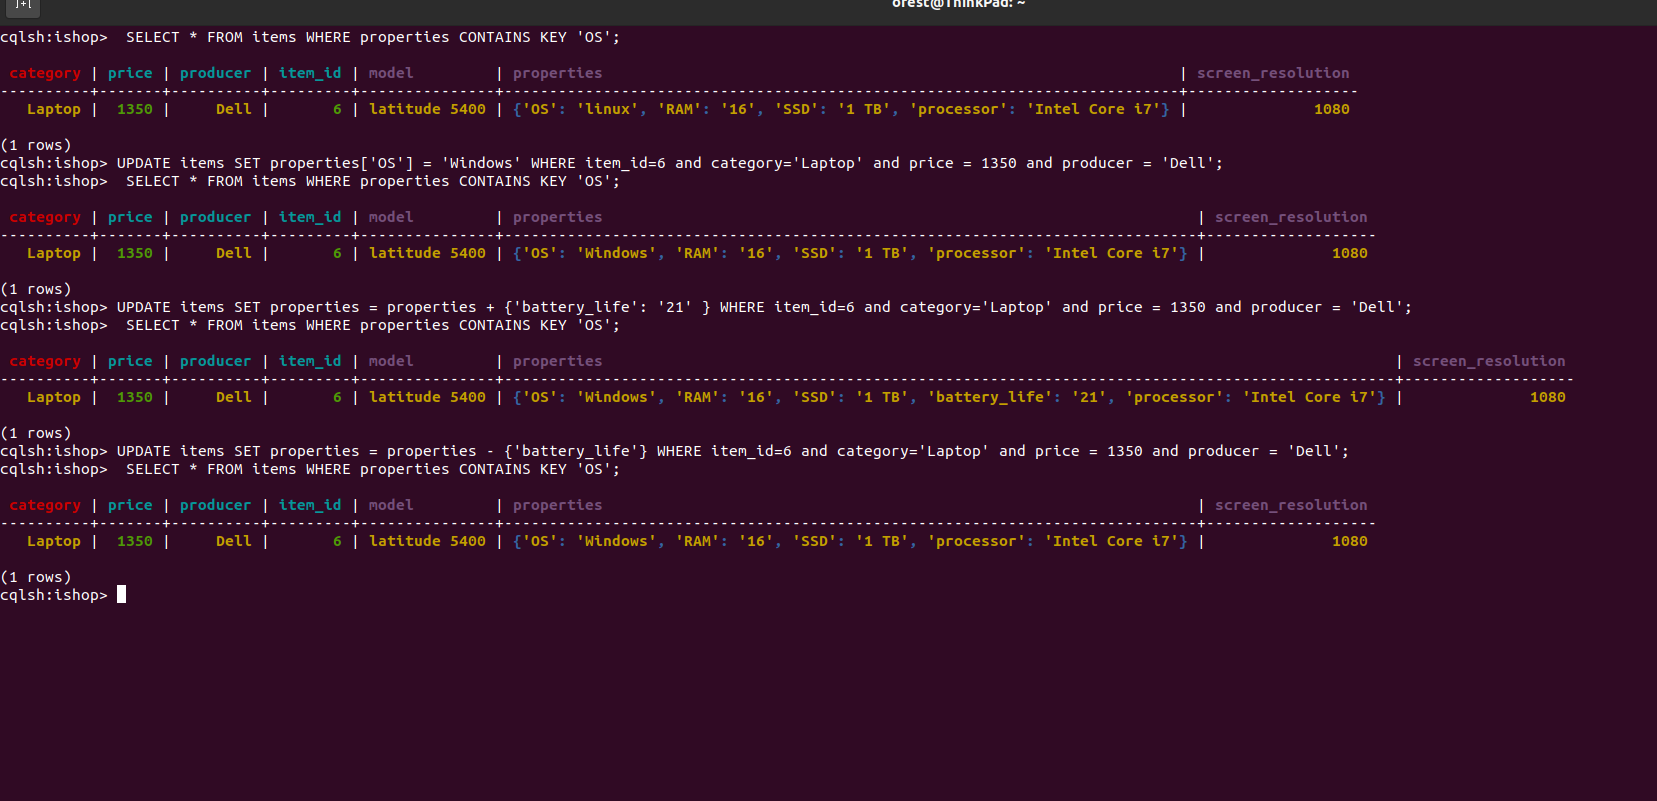 orest@ThinkPad: ~
cqlsh:ishop>  SELECT * FROM items WHERE properties CONTAINS KEY 'OS';
 category | price | producer | item_id | model         | properties                                                                | screen_resolution
----------+-------+----------+---------+---------------+---------------------------------------------------------------------------+-------------------
   Laptop |  1350 |     Dell |       6 | latitude 5400 | {'OS': 'linux', 'RAM': '16', 'SSD': '1 TB', 'processor': 'Intel Core i7'} |              1080
(1 rows)
cqlsh:ishop> UPDATE items SET properties['OS'] = 'Windows' WHERE item_id=6 and category='Laptop' and price = 1350 and producer = 'Dell';
cqlsh:ishop>  SELECT * FROM items WHERE properties CONTAINS KEY 'OS';
 category | price | producer | item_id | model         | properties                                                                  | screen_resolution
----------+-------+----------+---------+---------------+-----------------------------------------------------------------------------+-------------------
   Laptop |  1350 |     Dell |       6 | latitude 5400 | {'OS': 'Windows', 'RAM': '16', 'SSD': '1 TB', 'processor': 'Intel Core i7'} |              1080
(1 rows)
cqlsh:ishop> UPDATE items SET properties = properties + {'battery_life': '21' } WHERE item_id=6 and category='Laptop' and price = 1350 and producer = 'Dell';
cqlsh:ishop>  SELECT * FROM items WHERE properties CONTAINS KEY 'OS';
 category | price | producer | item_id | model         | properties                                                                                        | screen_resolution
----------+-------+----------+---------+---------------+---------------------------------------------------------------------------------------------------+-------------------
   Laptop |  1350 |     Dell |       6 | latitude 5400 | {'OS': 'Windows', 'RAM': '16', 'SSD': '1 TB', 'battery_life': '21', 'processor': 'Intel Core i7'} |              1080
(1 rows)
cqlsh:ishop> UPDATE items SET properties = properties - {'battery_life'} WHERE item_id=6 and category='Laptop' and price = 1350 and producer = 'Dell';
cqlsh:ishop>  SELECT * FROM items WHERE properties CONTAINS KEY 'OS';
 category | price | producer | item_id | model         | properties                                                                  | screen_resolution
----------+-------+----------+---------+---------------+-----------------------------------------------------------------------------+-------------------
   Laptop |  1350 |     Dell |       6 | latitude 5400 | {'OS': 'Windows', 'RAM': '16', 'SSD': '1 TB', 'processor': 'Intel Core i7'} |              1080
(1 rows)
cqlsh:ishop>